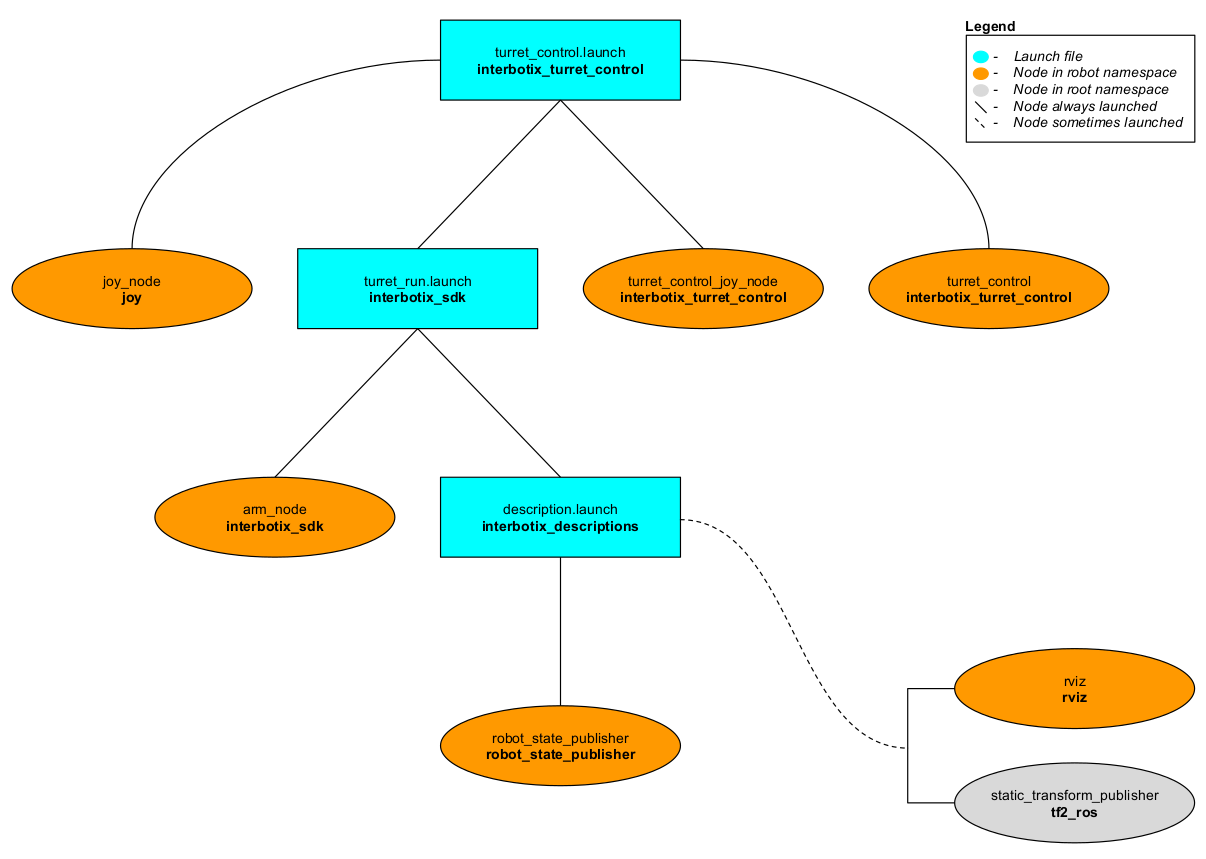 turret_control.launch
interbotix_turret_control
Legend
- Launch file
- Node in robot namespace
- Node in root namespace
- Node always launched
- Node sometimes launched
joy_node
joy
turret_run.launch
interbotix_sdk
turret_control_joy_node
interbotix_turret_control
turret_control
interbotix_turret_control
arm_node
interbotix_sdk
description.launch
interbotix_descriptions
rviz
rviz
robot_state_publisher
robot_state_publisher
static_transform_publisher
tf2_ros